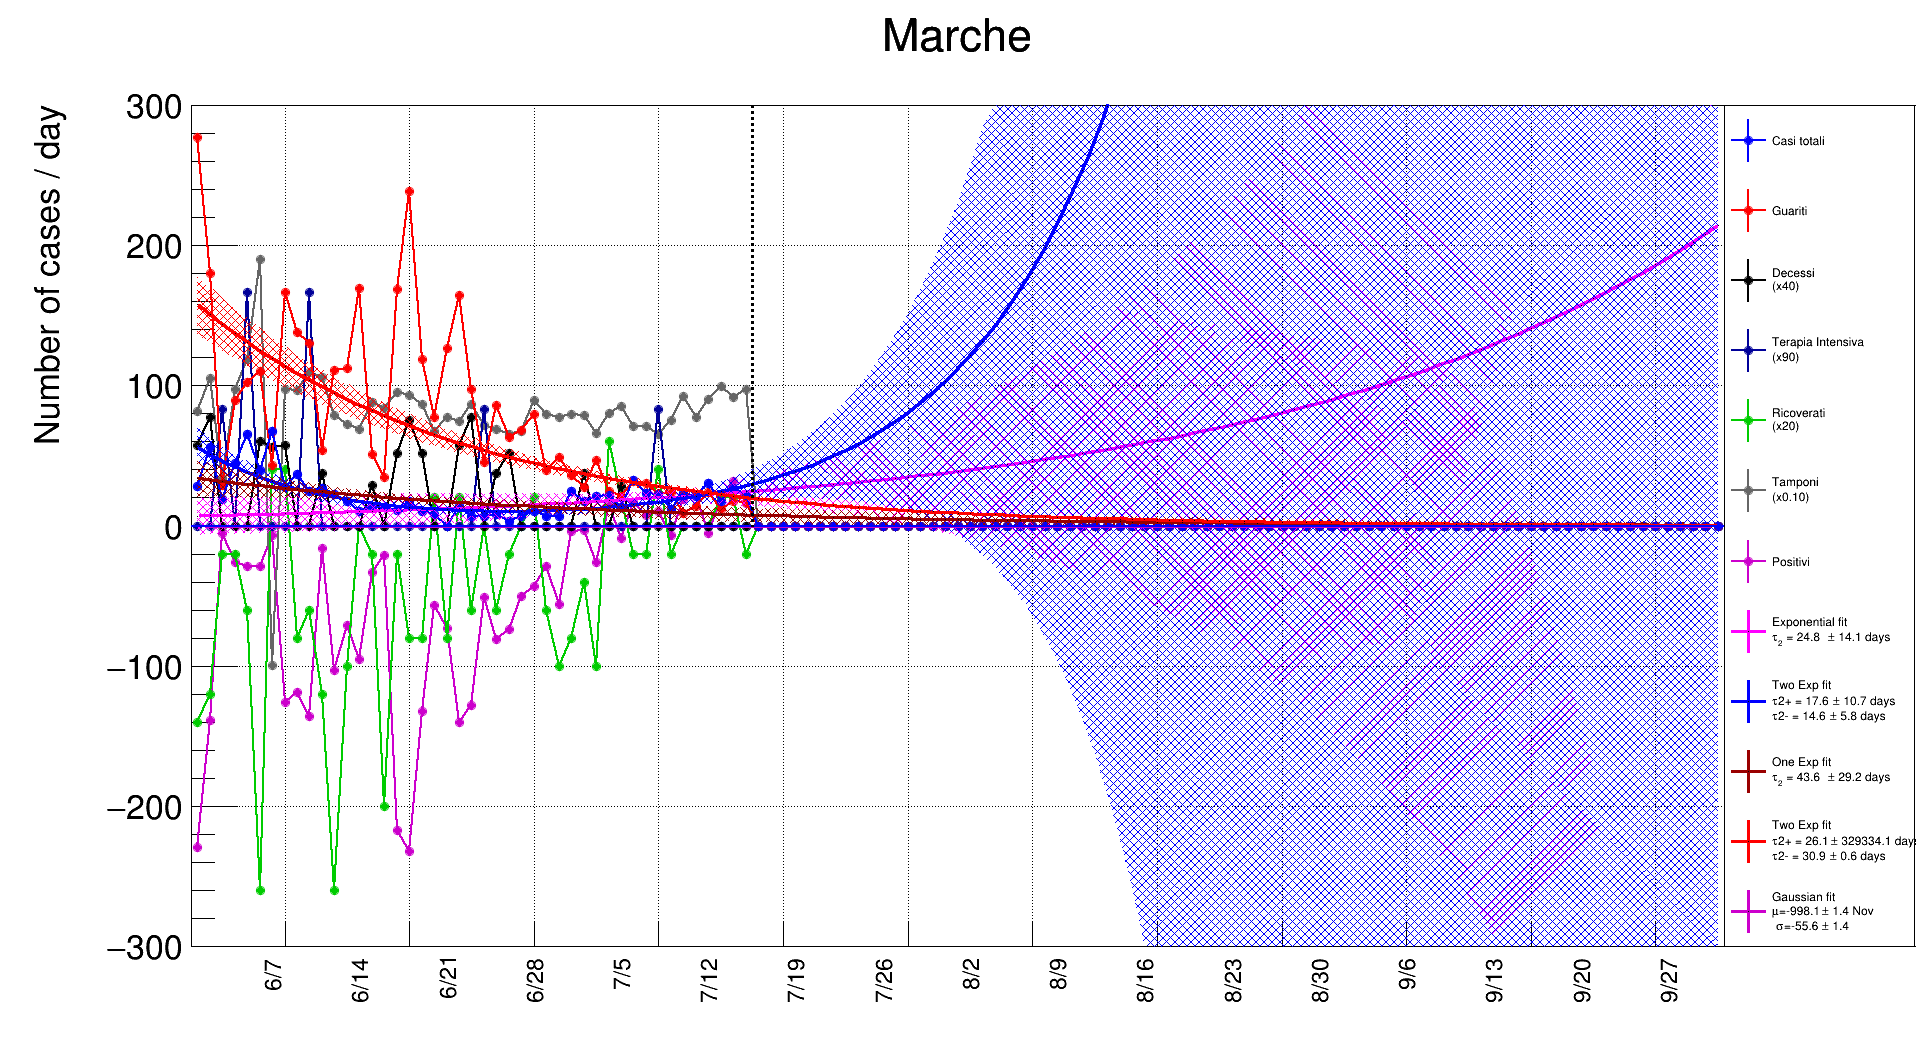 Marche
Number of cases / day
300
200
100
0
−100
−200
−300
6/7
6/14
6/21
6/28
7/5
7/12
7/19
7/26
8/2
8/9
8/16
8/23
8/30
9/6
9/13
9/20
9/27
Casi totali
Guariti
Decessi
(x40)
Terapia Intensiva
(x90)
Ricoverati
(x20)
Tamponi
(x0.10)
Positivi
Exponential fit
τ2 = 24.8 ± 14.1 days
Two Exp fit
τ2+ = 17.6 ± 10.7 days
τ2- = 14.6 ± 5.8 days
One Exp fit
τ2 = 43.6 ± 29.2 days
Two Exp fit
τ2+ = 26.1 ± 329334.1 days
τ2- = 30.9 ± 0.6 days
Gaussian fit
μ=-998.1 ± 1.4 Nov
σ=-55.6 ± 1.4